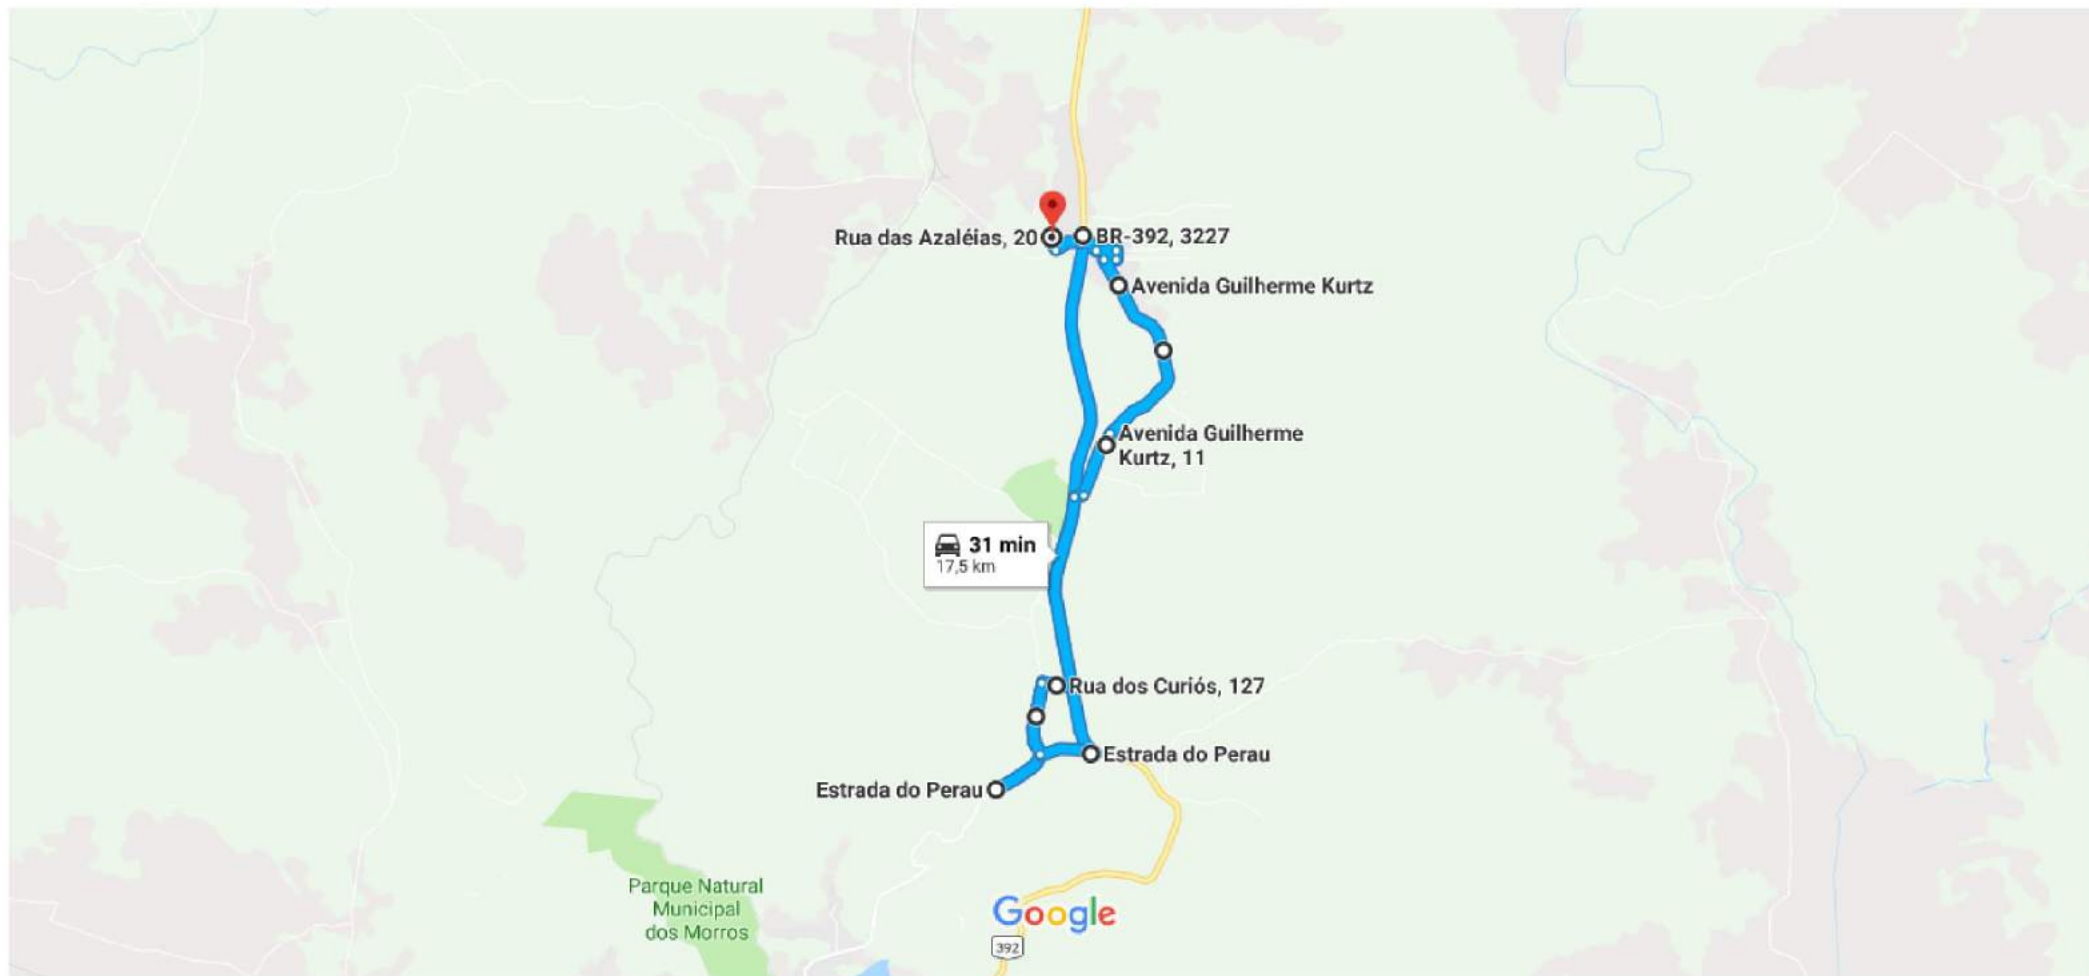 Rua das Azaléias, 20
BR-392, 3227
Avenida Guilherme Kurtz
Avenida Guilherme
Kurtz, 11
31 min
17,5 km
Rua dos Curiós, 127
Estrada do Perau
Estrada do Perau
Parque Natural
Municipal
dos Morros
Google
392